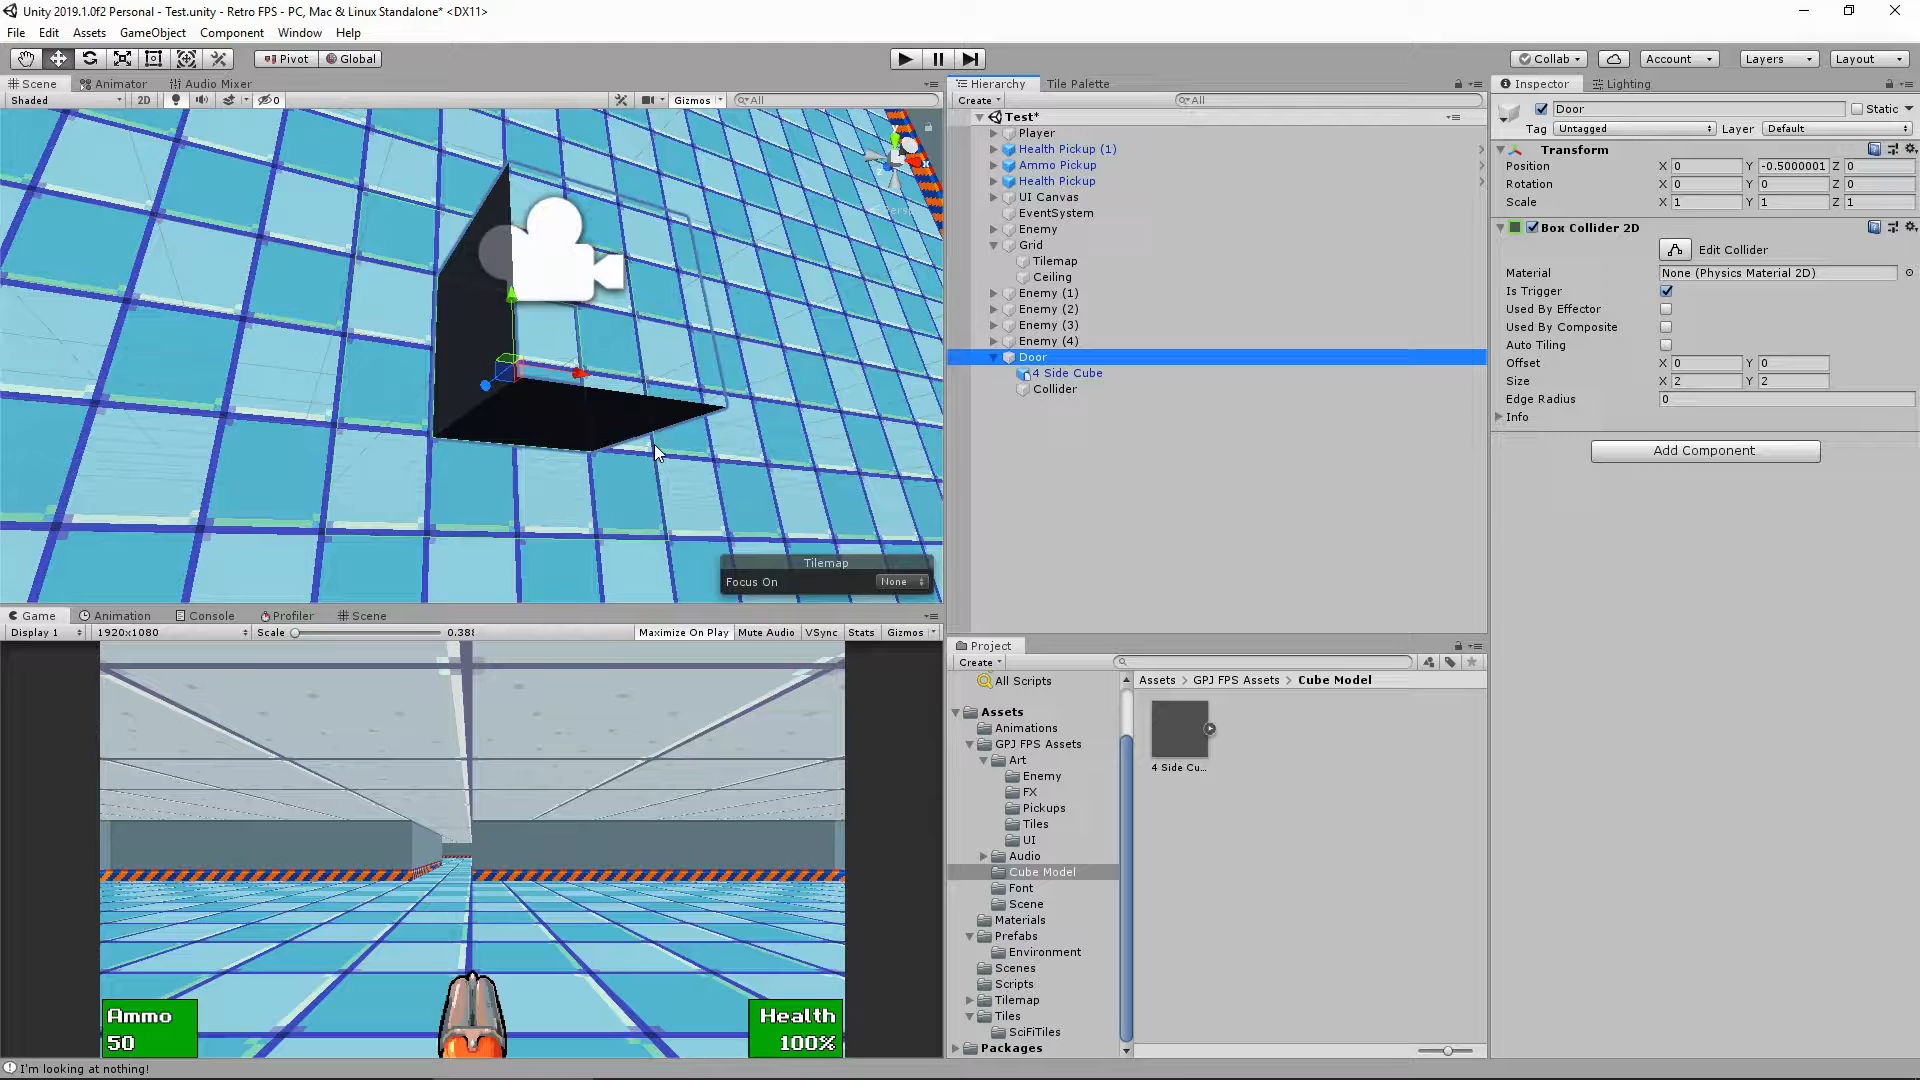 Unity 2019.1.0f2 Personal - Test.unity - Retro FPS - PC, Mac & Linux Standalone* <DX11>
File Edit Assets GameObject Component Window Help
Pivot Global
Collab Account Layers Layout
Scene Animator Audio Mixer
Shaded 2D 0 Gizmos All
Tilemap
Focus On None
Hierarchy Tile Palette
Create All
Test*
Player
Health Pickup (1)
Ammo Pickup
Health Pickup
UI Canvas
EventSystem
Enemy
Grid
Tilemap
Ceiling
Enemy (1)
Enemy (2)
Enemy (3)
Enemy (4)
Door
4 Side Cube
Collider
Inspector Lighting
Door Static
Tag Untagged Layer Default
Transform
Position X 0 Y -0.5000001 Z 0
Rotation X 0 Y 0 Z 0
Scale X 1 Y 1 Z 1
Box Collider 2D
Edit Collider
Material None (Physics Material 2D)
Is Trigger
Used By Effector
Used By Composite
Auto Tiling
Offset X 0 Y 0
Size X 2 Y 2
Edge Radius 0
Info
Add Component
Game Animation Console Profiler Scene
Display 1 1920x1080 Scale 0.388 Maximize On Play Mute Audio VSync Stats Gizmos
Ammo
50
Health
100%
Project
Create
All Scripts
Assets
Animations
GPJ FPS Assets
Art
Enemy
FX
Pickups
Tiles
UI
Audio
Cube Model
Font
Scene
Materials
Prefabs
Environment
Scenes
Scripts
Tilemap
Tiles
SciFiTiles
Packages
Assets > GPJ FPS Assets > Cube Model
4 Side Cu...
I'm looking at nothing!